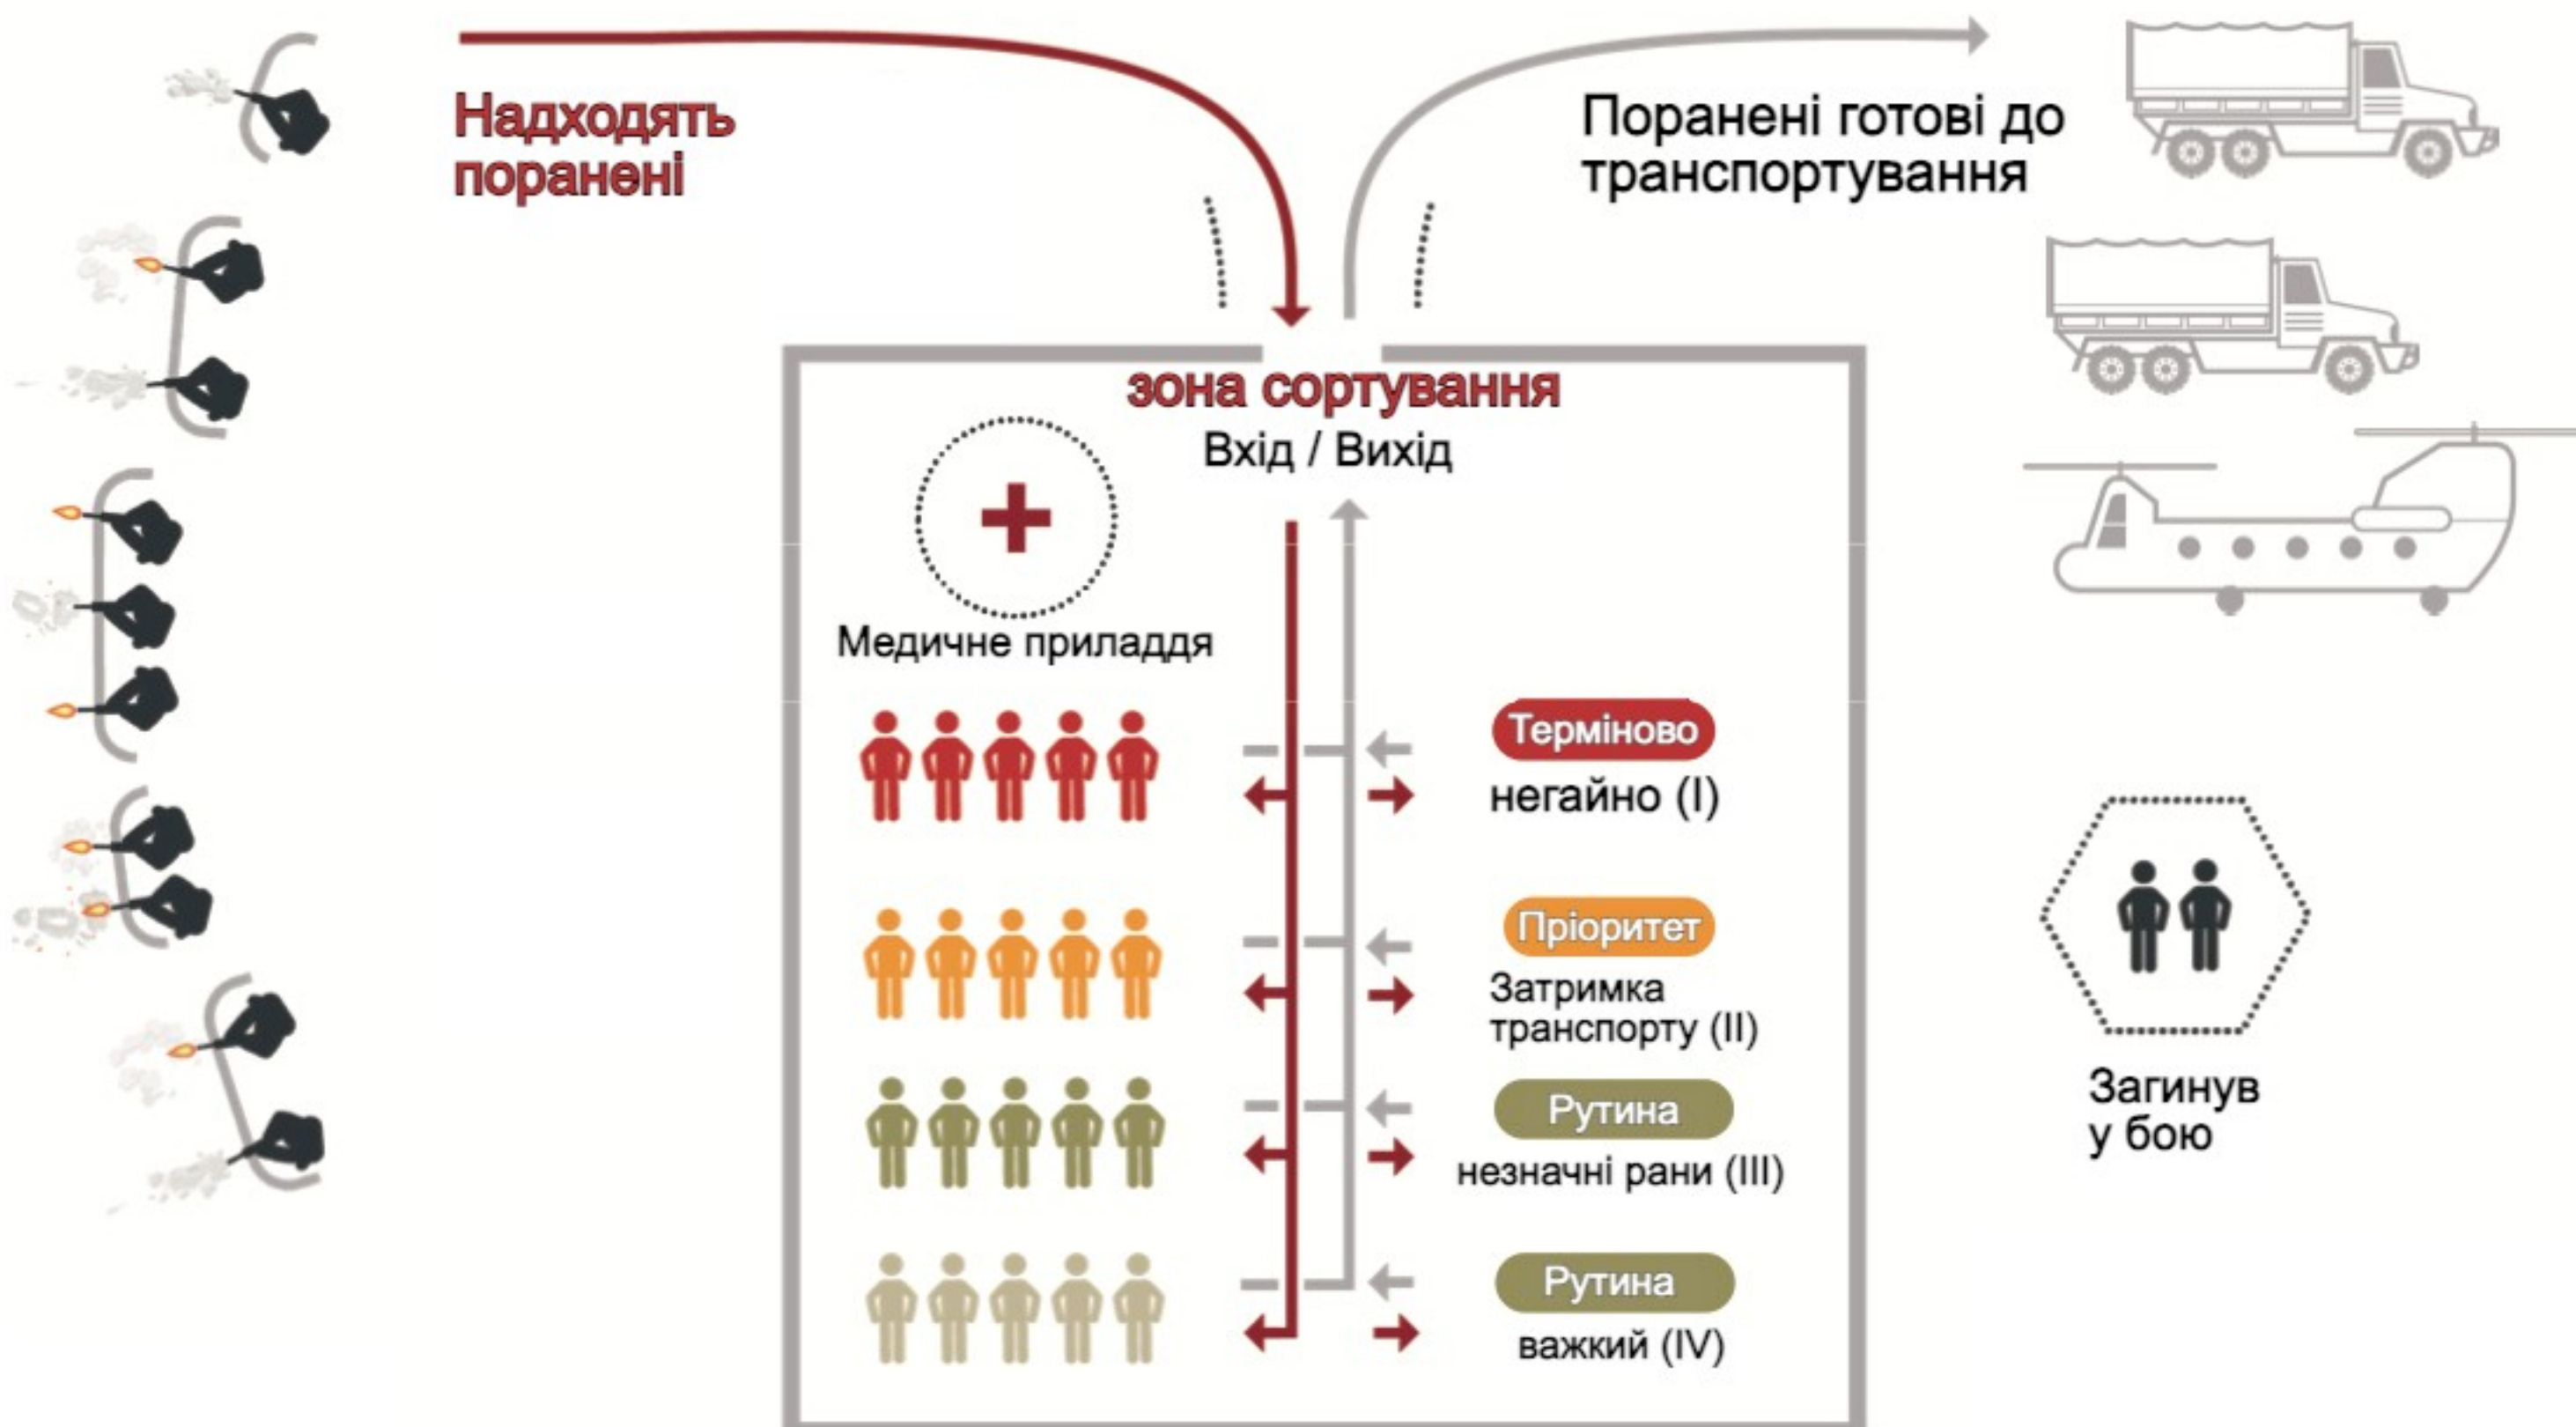 Надходять
поранені
Поранені готові до
транспортування
зона сортування
Вхід / Вихід
Медичне приладдя
Терміново
негайно (I)
Пріоритет
Затримка
транспорту (II)
Рутина
незначні рани (III)
Рутина
важкий (IV)
Загинув
у бою